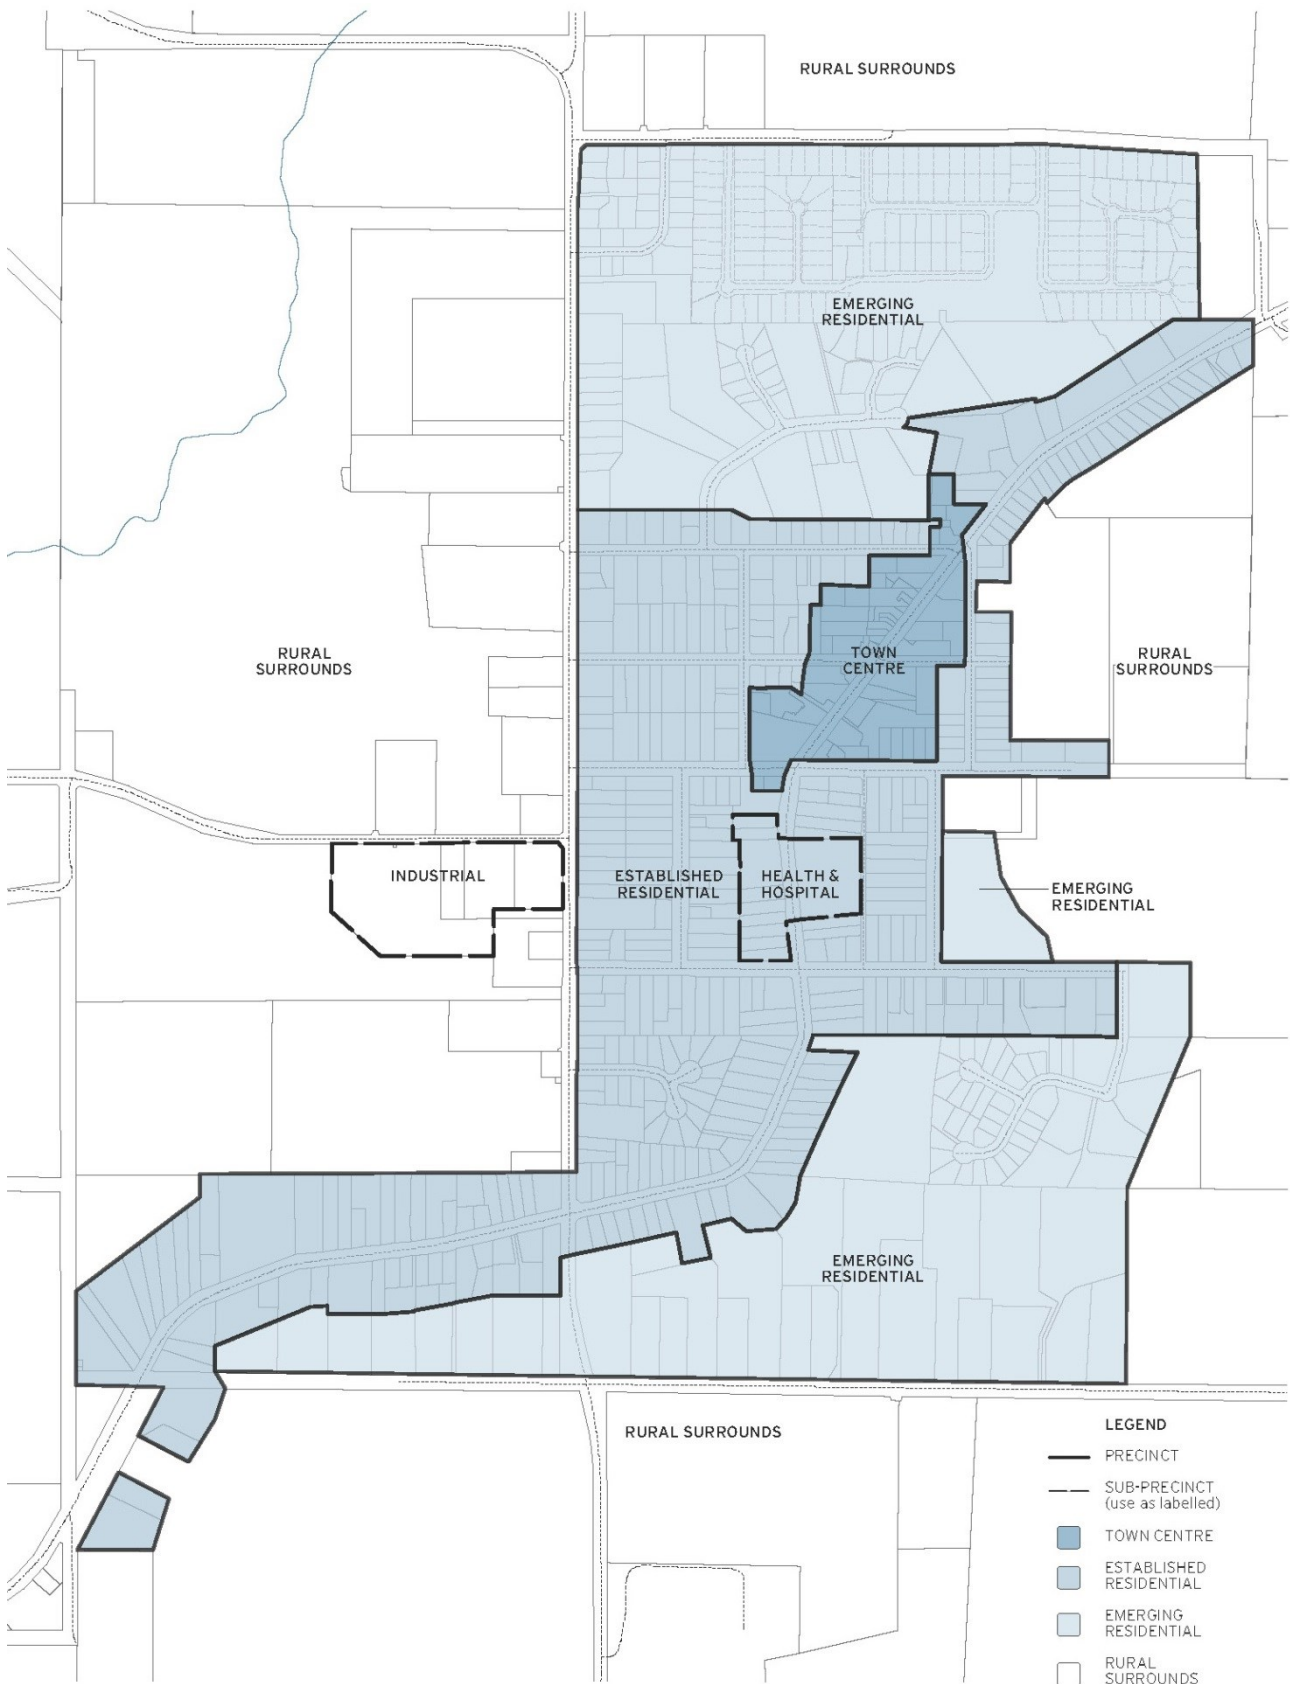 RURAL SURROUNDS
EMERGING
RESIDENTIAL
RURAL
SURROUNDS
TOWN
CENTRE
RURAL
SURROUNDS
INDUSTRIAL
ESTABLISHED
RESIDENTIAL
HEALTH &
HOSPITAL
EMERGING
RESIDENTIAL
EMERGING
RESIDENTIAL
RURAL SURROUNDS
LEGEND
PRECINCT
SUB-PRECINCT
(use as labelled)
TOWN CENTRE
ESTABLISHED
RESIDENTIAL
EMERGING
RESIDENTIAL
RURAL
SURROUNDS